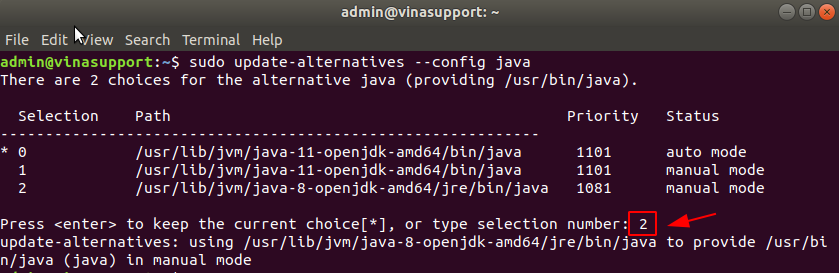 admin@vinasupport: ~
File Edit View Search Terminal Help
admin@vinasupport:~$ sudo update-alternatives --config java
There are 2 choices for the alternative java (providing /usr/bin/java).
Selection Path Priority Status
------------------------------------------------------------
* 0 /usr/lib/jvm/java-11-openjdk-amd64/bin/java 1101 auto mode
1 /usr/lib/jvm/java-11-openjdk-amd64/bin/java 1101 manual mode
2 /usr/lib/jvm/java-8-openjdk-amd64/jre/bin/java 1081 manual mode
Press <enter> to keep the current choice[*], or type selection number: 2
update-alternatives: using /usr/lib/jvm/java-8-openjdk-amd64/jre/bin/java to provide /usr/bi
n/java (java) in manual mode